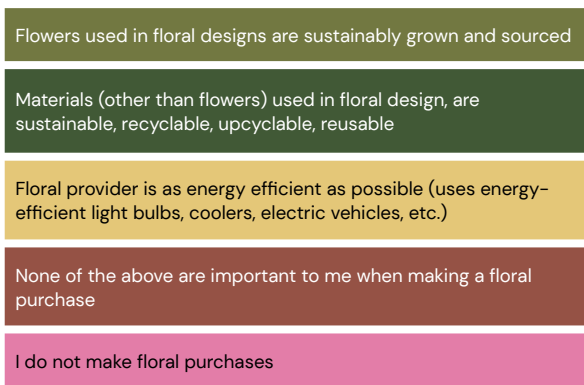 Flowers used in floral designs are sustainably grown and sourced
Materials (other than flowers) used in floral design, are
sustainable, recyclable, upcyclable, reusable
Floral provider is as energy efficient as possible (uses energy-
efficient light bulbs, coolers, electric vehicles, etc.)
None of the above are important to me when making a floral
purchase
I do not make floral purchases